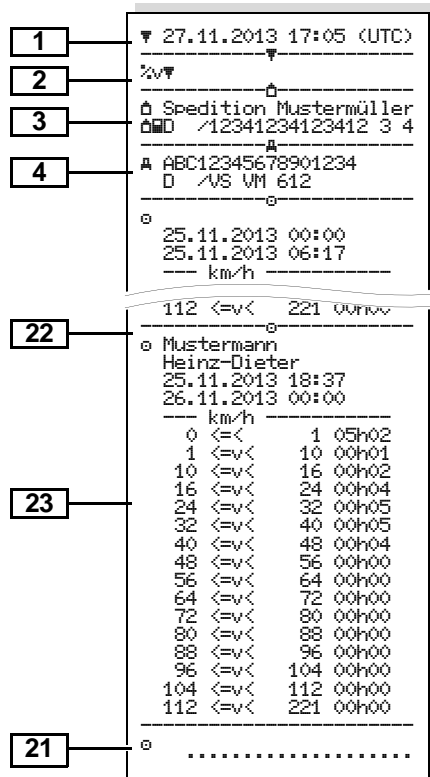 1
▼ 27.11.2013 17:05 (UTC)
2
%v▼
3
Spedition Mustermüller
D /12341234123412 3 4
4
ABC12345678901234
D /VS VM 612
25.11.2013 00:00
25.11.2013 06:17
--- km/h ----------
112 <=v< 221 00h00
22
Mustermann
Heinz-Dieter
25.11.2013 18:37
26.11.2013 00:00
--- km/h ----------
23
0 <=< 1 05h02
1 <=v< 10 00h01
10 <=v< 16 00h02
16 <=v< 24 00h04
24 <=v< 32 00h05
32 <=v< 40 00h05
40 <=v< 48 00h04
48 <=v< 56 00h00
56 <=v< 64 00h00
64 <=v< 72 00h00
72 <=v< 80 00h00
80 <=v< 88 00h00
88 <=v< 96 00h00
96 <=v< 104 00h00
104 <=v< 112 00h00
112 <=v< 221 00h00
21
....................